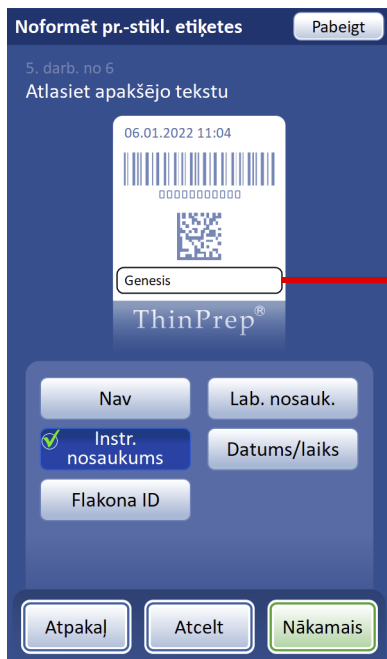 Noformēt pr.-stikl. etiķetes
Pabeigt
5. darb. no 6
Atlasiet apakšējo tekstu
06.01.2022 11:04
00000000000
Genesis
ThinPrep®
Nav
Lab. nosauk.
Instr.
nosaukums
Datums/laiks
Flakona ID
Atpakaļ
Atcelt
Nākamais